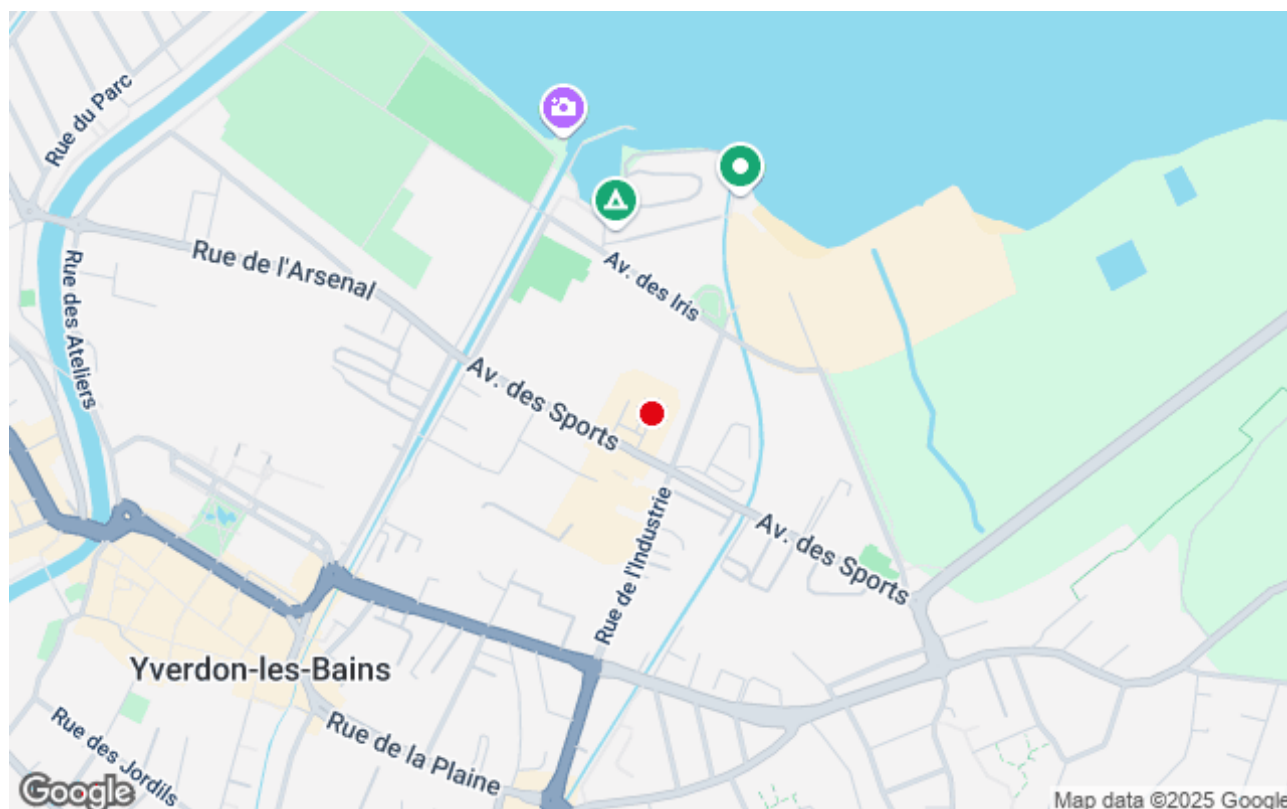 Rue du Parc
Rue de l'Arsenal
Rue des Ateliers
Av. des Iris
Av. des Sports
Rue de l'Industrie
Av. des Sports
Yverdon-les-Bains
Rue de la Plaine
Rue des Jordils
Google
Map data ©2025 Google